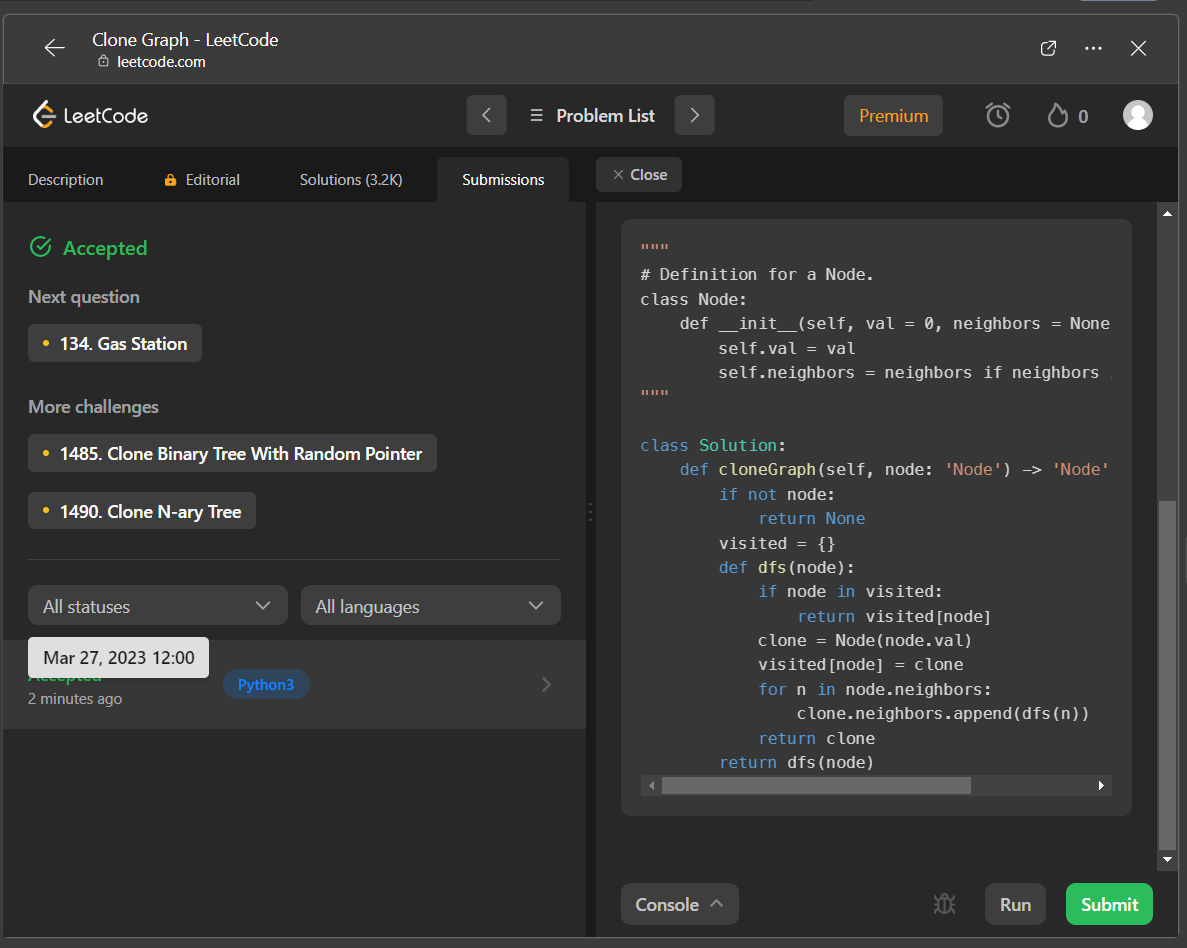 Clone Graph - LeetCode
leetcode.com
LeetCode
Problem List
Premium
0
Description
Editorial
Solutions (3.2K)
Submissions
Close
Accepted
Next question
134. Gas Station
More challenges
1485. Clone Binary Tree With Random Pointer
1490. Clone N-ary Tree
All statuses
All languages
Mar 27, 2023 12:00
Accepted
2 minutes ago
Python3
"""
# Definition for a Node.
class Node:
    def __init__(self, val = 0, neighbors = None
        self.val = val
        self.neighbors = neighbors if neighbors
"""
class Solution:
    def cloneGraph(self, node: 'Node') -> 'Node'
        if not node:
            return None
        visited = {}
        def dfs(node):
            if node in visited:
                return visited[node]
            clone = Node(node.val)
            visited[node] = clone
            for n in node.neighbors:
                clone.neighbors.append(dfs(n))
            return clone
        return dfs(node)
Console
Run
Submit